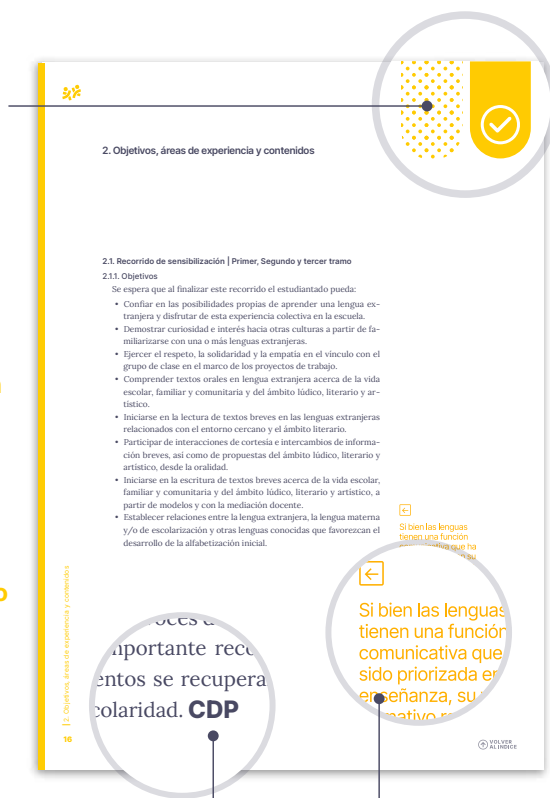 2. Objetivos, áreas de experiencia y contenidos
2.1. Recorrido de sensibilización | Primer, Segundo y tercer tramo
2.1.1. Objetivos
Se espera que al finalizar este recorrido el estudiantado pueda:
• Confiar en las posibilidades propias de aprender una lengua ex-
tranjera y disfrutar de esta experiencia colectiva en la escuela.
• Demostrar curiosidad e interés hacia otras culturas a partir de fa-
miliarizarse con una o más lenguas extranjeras.
• Ejercer el respeto, la solidaridad y la empatía en el vínculo con el
grupo de clase en el marco de los proyectos de trabajo.
• Comprender textos orales en lengua extranjera acerca de la vida
escolar, familiar y comunitaria y del ámbito lúdico, literario y ar-
tístico.
• Iniciarse en la lectura de textos breves en las lenguas extranjeras
relacionados con el entorno cercano y el ámbito literario.
• Participar de interacciones de cortesía e intercambios de informa-
ción breves, así como de propuestas del ámbito lúdico, literario y
artístico, desde la oralidad.
• Iniciarse en la escritura de textos breves acerca de la vida escolar,
familiar y comunitaria y del ámbito lúdico, literario y artístico, a
partir de modelos y con la mediación docente.
• Establecer relaciones entre la lengua extranjera, la lengua materna
y/o de escolarización y otras lenguas conocidas que favorezcan el
desarrollo de la alfabetización inicial.
Si bien las lenguas
tienen una función
que ha
su
Si bien las lenguas
tienen una función
comunicativa que
sido priorizada en
enseñanza, su
voces
mportante reco
entos se recupera
colaridad. CDP
| 2. Objetivos, áreas de experiencia y contenidos
16
VOLVER
AL ÍNDICE